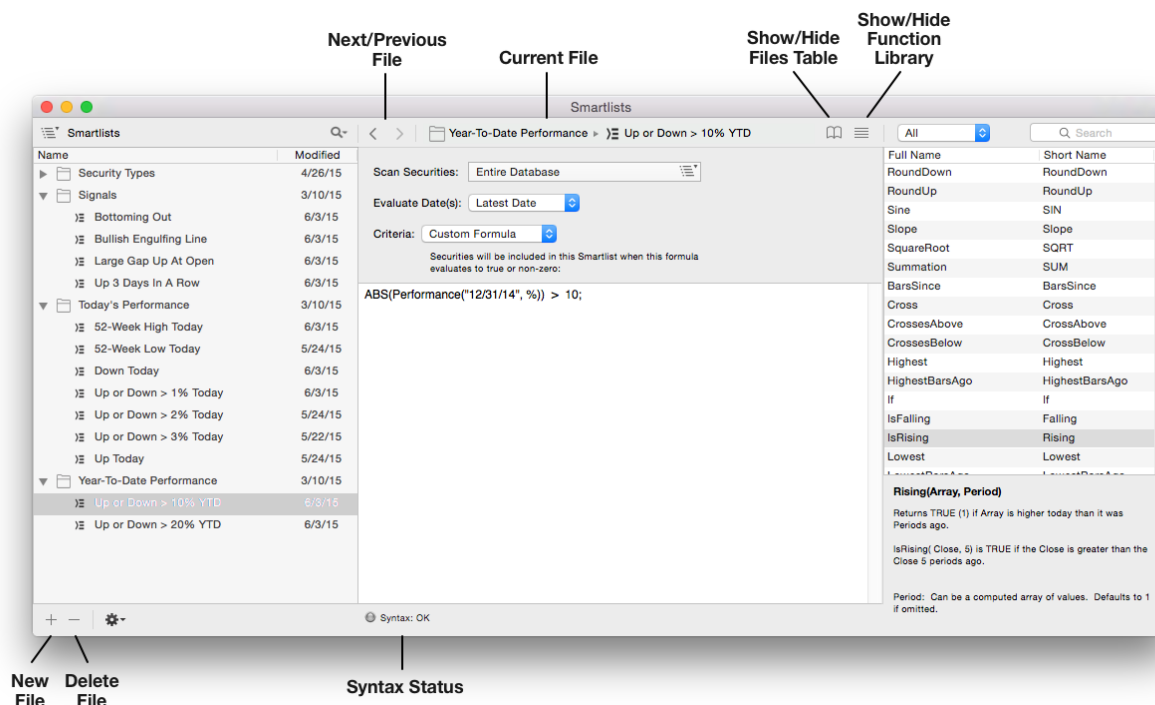 Next/Previous
File
Current File
Show/Hide
Files Table
Show/Hide
Function
Library
Smartlists
Smartlists
Year-To-Date Performance Up or Down > 10% YTD
All
Search
Name Modified
Security Types 4/26/15
Signals 3/10/15
Bottoming Out 6/3/15
Bullish Engulfing Line 6/3/15
Large Gap Up At Open 6/3/15
Up 3 Days In A Row 6/3/15
Today's Performance 3/10/15
52-Week High Today 6/3/15
52-Week Low Today 5/24/15
Down Today 6/3/15
Up or Down > 1% Today 6/3/15
Up or Down > 2% Today 5/24/15
Up or Down > 3% Today 5/22/15
Up Today 5/24/15
Year-To-Date Performance 3/10/15
Up or Down > 10% YTD 6/3/15
Up or Down > 20% YTD 6/3/15
Scan Securities: Entire Database
Evaluate Date(s): Latest Date
Criteria: Custom Formula
Securities will be included in this Smartlist when this formula
evaluates to true or non-zero:
ABS(Performance("12/31/14", %)) > 10;
Syntax: OK
Full Name Short Name
RoundDown RoundDown
RoundUp RoundUp
Sine SIN
Slope Slope
SquareRoot SQRT
Summation SUM
BarsSince BarsSince
Cross Cross
CrossesAbove CrossAbove
CrossesBelow CrossBelow
Highest Highest
HighestBarsAgo HighestBarsAgo
If If
IsFalling Falling
IsRising Rising
Lowest Lowest
LowestBarsAgo LowestBarsAgo
Rising(Array, Period)
Returns TRUE (1) if Array is higher today than it was
Periods ago.
IsRising( Close, 5) is TRUE if the Close is greater than the
Close 5 periods ago.
Period: Can be a computed array of values. Defaults to 1
if omitted.
New
File
Delete
File
Syntax Status